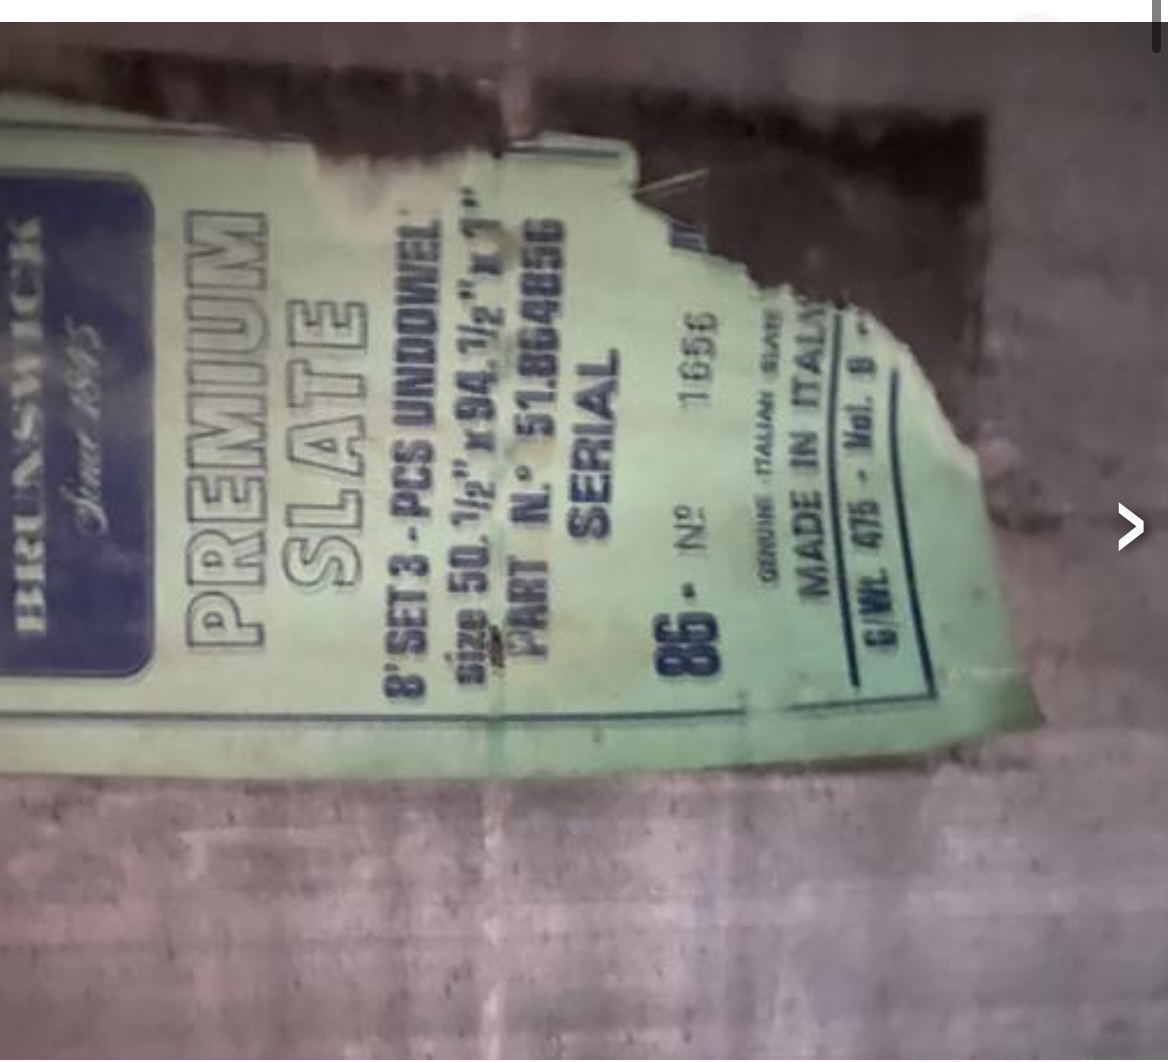 BRUNSWICK
Since 1845
PREMIUM
SLATE
8' SET 3 - PCS UNDOWEL
Size 50.1/2" x 94.1/2" x 1"
PART N.º 51.864856
SERIAL
86 - Nº 1656
GENUINE ITALIAN SLATE
MADE IN ITALY
G/Wt. 475 - Vol. 8 -